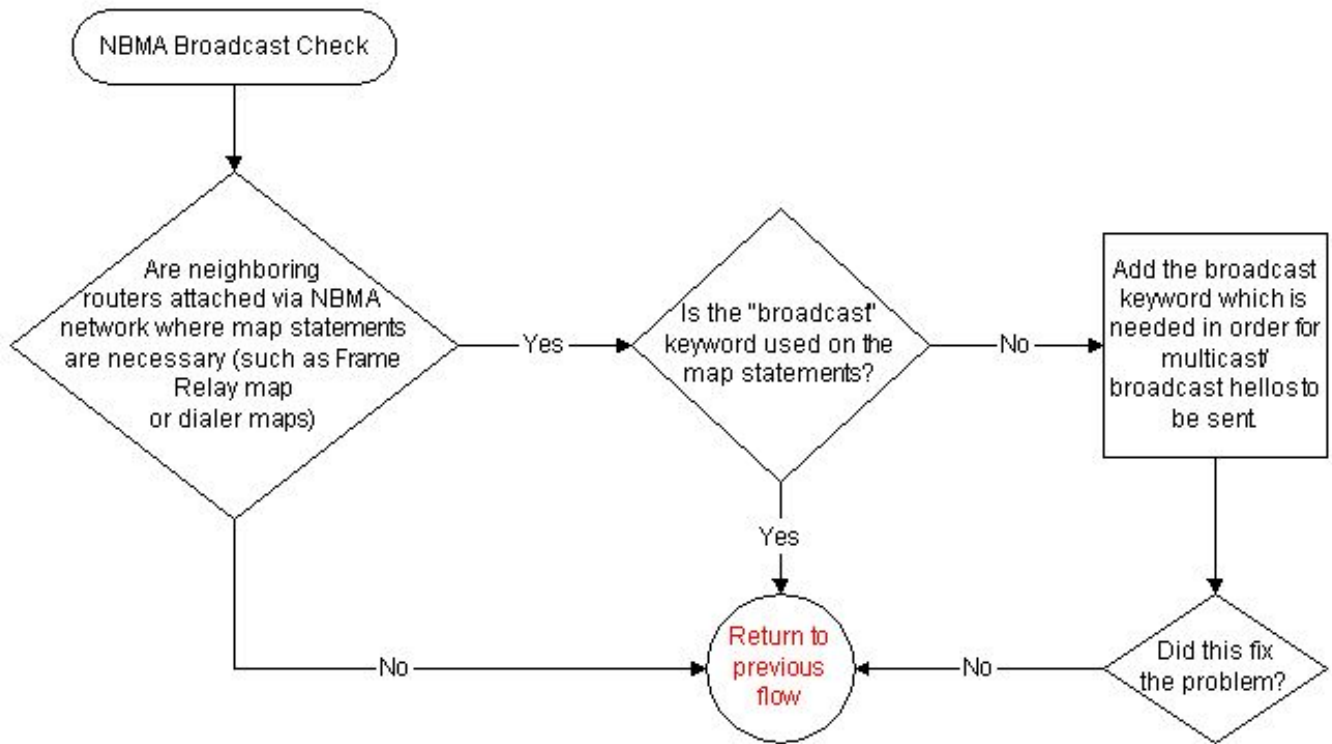 NBMA Broadcast Check
Are neighboring
routers attached via NBMA
network where map statements
are necessary (such as Frame
Relay map
or dialer maps)
Yes
Is the "broadcast"
keyword used on the
map statements?
No
Add the broadcast
keyword which is
needed in order for
multicast/
broadcast hellos to
be sent.
Yes
Return to
previous
flow
No
No
Did this fix
the problem?